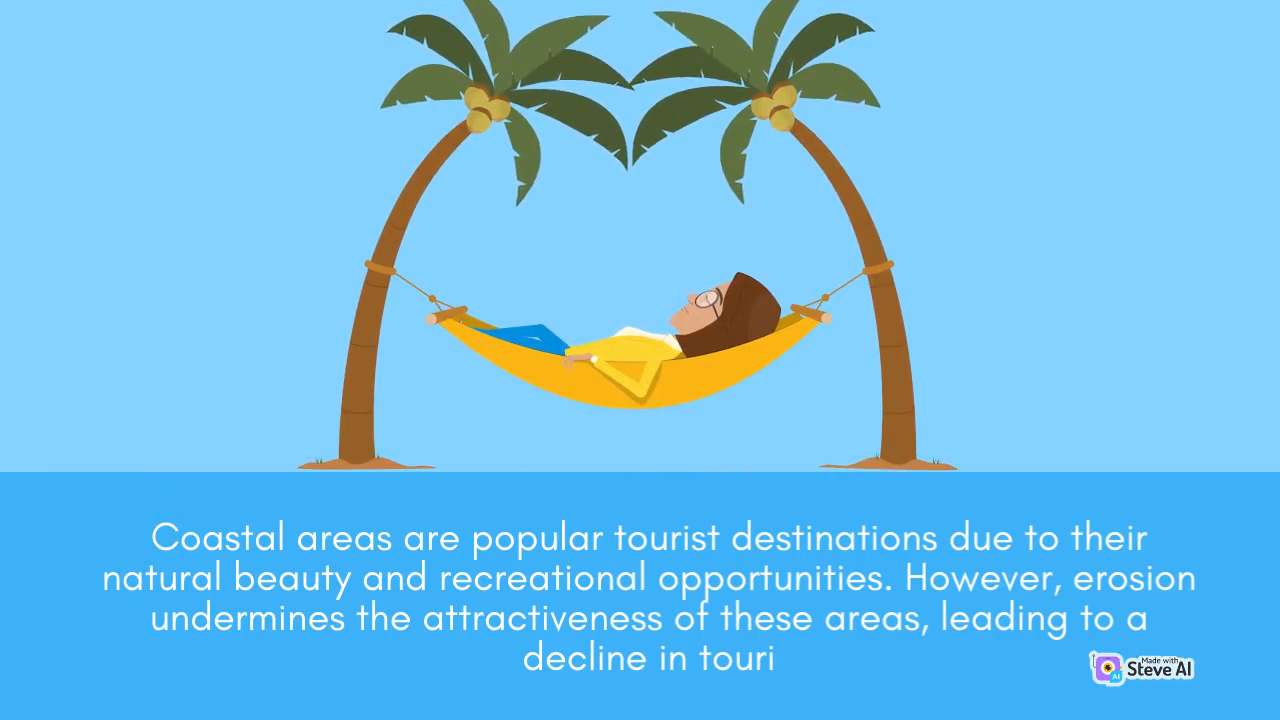 Coastal areas are popular tourist destinations due to their
natural beauty and recreational opportunities. However, erosion
undermines the attractiveness of these areas, leading to a
decline in touri
Made with
Steve AI
AI